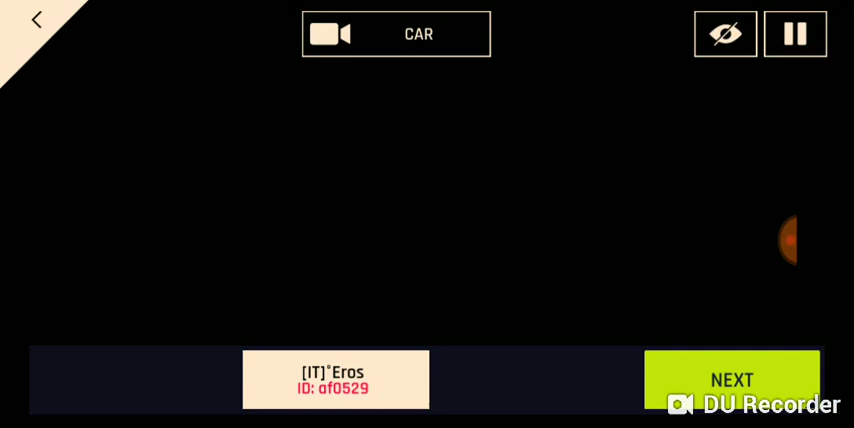 CAR
[IT]°Eros
ID: af0529
NEXT
DU Recorder